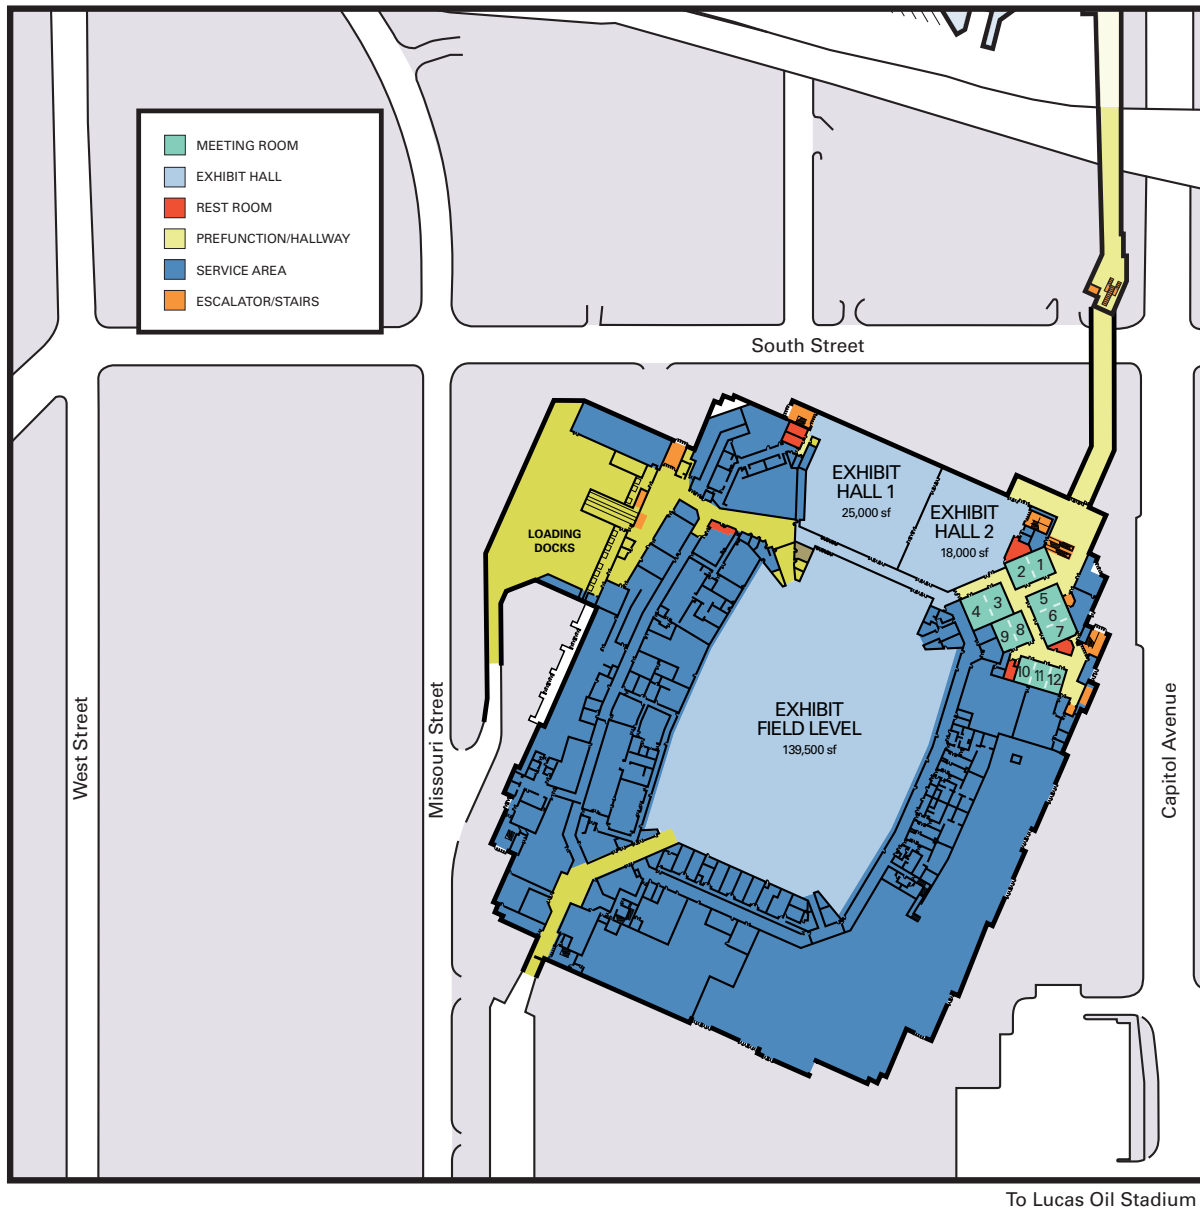 MEETING ROOM
EXHIBIT HALL
REST ROOM
PREFUNCTION/HALLWAY
SERVICE AREA
ESCALATOR/STAIRS
South Street
EXHIBIT
HALL 1
25,000 sf
EXHIBIT
HALL 2
18,000 sf
LOADING
DOCKS
2 1
4 3
5
6
7
9 8
10 11 12
EXHIBIT
FIELD LEVEL
139,500 sf
West Street
Missouri Street
Capitol Avenue
To Lucas Oil Stadium